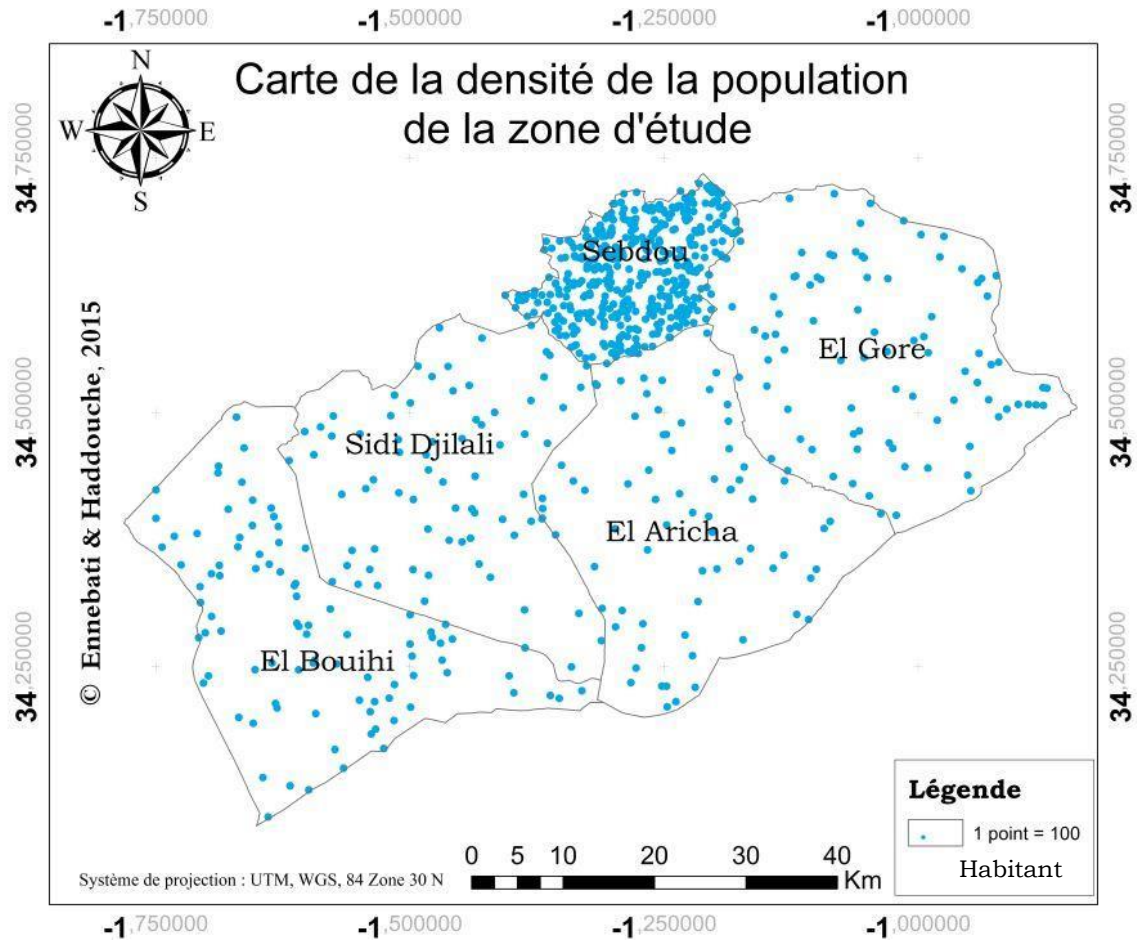 -1,750000 -1,500000 -1,250000 -1,000000
N
W E
S
Carte de la densité de la population
de la zone d'étude
34,750000 34,750000
Sebdou
El Gore
34,500000 34,500000
Sidi Djilali
El Aricha
© Ennebati & Haddouche, 2015
El Bouihi
34,250000 34,250000
Légende
1 point = 100
Habitant
0 5 10 20 30 40
Km
Système de projection : UTM, WGS, 84 Zone 30 N
-1,750000 -1,500000 -1,250000 -1,000000